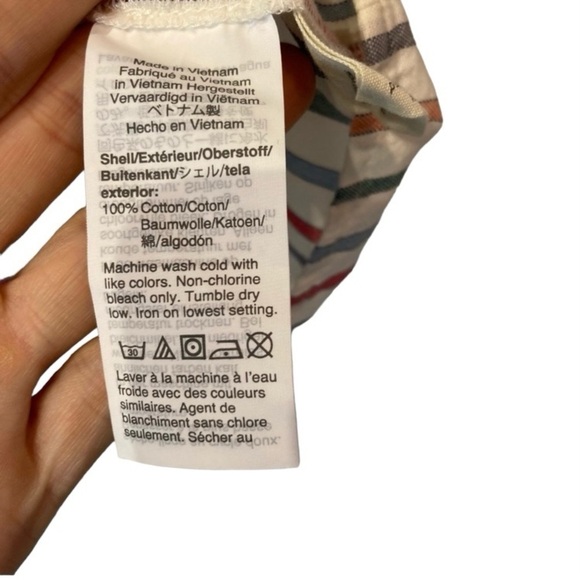 Made in Vietnam
Fabriqué au Vietnam
in Vietnam Hergestellt
Vervaardigd in Viëtnam
ベトナム製
Hecho en Vietnam
Shell/Extérieur/Oberstoff/
Buitenkant/シェル/tela
exterior:
100% Cotton/Coton/
Baumwolle/Katoen/
綿/algodón
Machine wash cold with
like colors. Non-chlorine
bleach only. Tumble dry
low. Iron on lowest setting.
30
Laver à la machine à l'eau
froide avec des couleurs
similaires. Agent de
blanchiment sans chlore
seulement. Sécher au